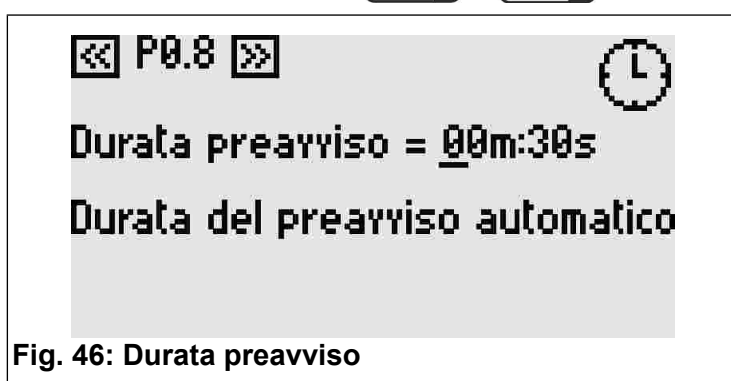 « P0.8 »
Durata preavviso = 00m:30s
Durata del preavviso automatico
Fig. 46: Durata preavviso